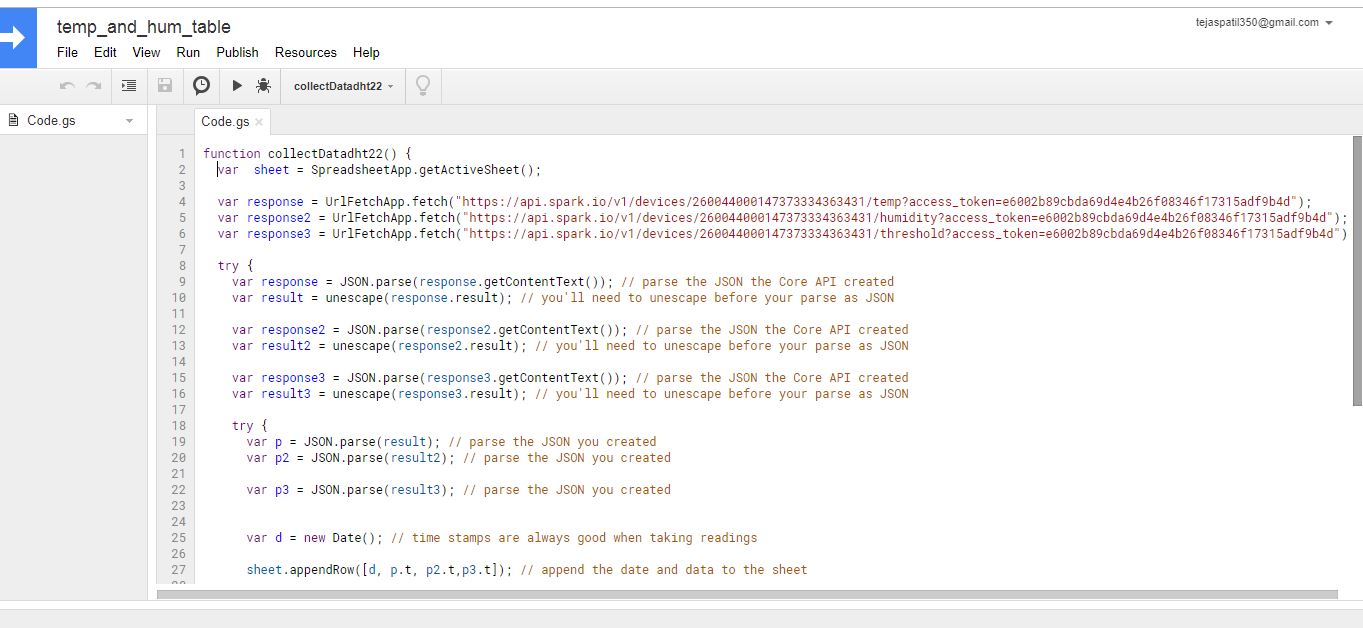 temp_and_hum_table
tejaspatil350@gmail.com
File Edit View Run Publish Resources Help
collectDatadht22
Code.gs
Code.gs
1 function collectDatadht22() {
2 var sheet = SpreadsheetApp.getActiveSheet();
3
4 var response = UrlFetchApp.fetch("https://api.spark.io/v1/devices/260044000147373334363431/temp?access_token=e6002b89cbda69d4e4b26f08346f17315adf9b4d");
5 var response2 = UrlFetchApp.fetch("https://api.spark.io/v1/devices/260044000147373334363431/humidity?access_token=e6002b89cbda69d4e4b26f08346f17315adf9b4d");
6 var response3 = UrlFetchApp.fetch("https://api.spark.io/v1/devices/260044000147373334363431/threshold?access_token=e6002b89cbda69d4e4b26f08346f17315adf9b4d")
7
8 try {
9 var response = JSON.parse(response.getContentText()); // parse the JSON the Core API created
10 var result = unescape(response.result); // you'll need to unescape before your parse as JSON
11
12 var response2 = JSON.parse(response2.getContentText()); // parse the JSON the Core API created
13 var result2 = unescape(response2.result); // you'll need to unescape before your parse as JSON
14
15 var response3 = JSON.parse(response3.getContentText()); // parse the JSON the Core API created
16 var result3 = unescape(response3.result); // you'll need to unescape before your parse as JSON
17
18 try {
19 var p = JSON.parse(result); // parse the JSON you created
20 var p2 = JSON.parse(result2); // parse the JSON you created
21
22 var p3 = JSON.parse(result3); // parse the JSON you created
23
24
25 var d = new Date(); // time stamps are always good when taking readings
26
27 sheet.appendRow([d, p.t, p2.t,p3.t]); // append the date and data to the sheet